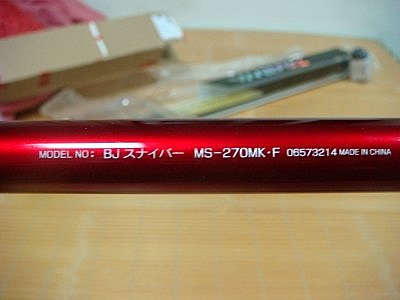 MODEL NO: BJ スナイパー MS-270MK·F 06573214 MADE IN CHINA